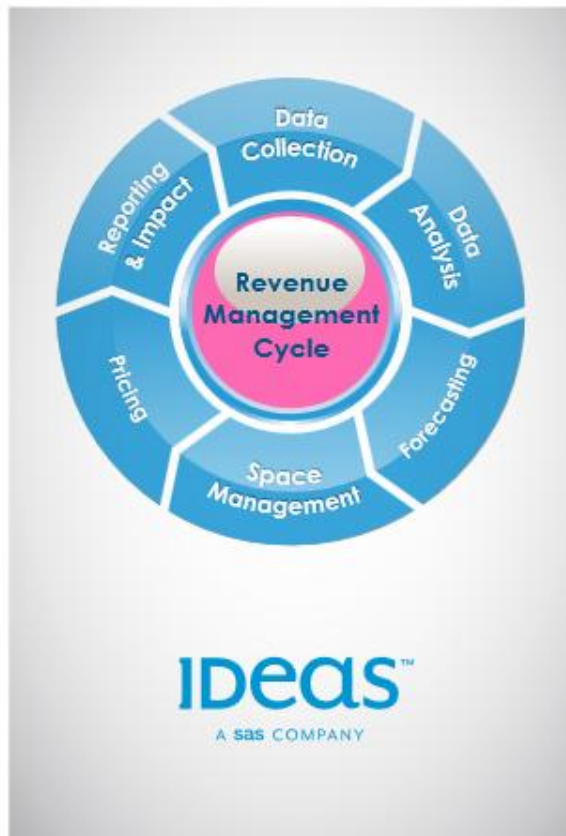 Data
Collection
Data
Analysis
Forecasting
Space
Management
Pricing
Reporting
& Impact
Revenue
Management
Cycle
IDeaS™
A sas COMPANY